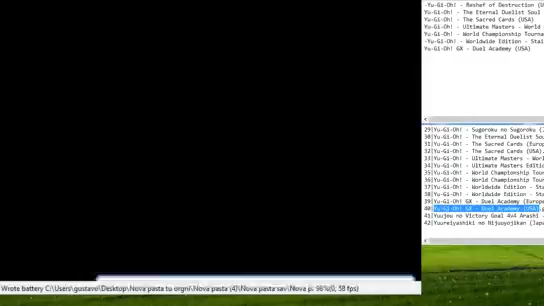 -Yu-Gi-Oh! - Reshef of Destruction (U
Yu-Gi-Oh! - The Eternal Duelist Soul
Yu-Gi-Oh! - The Sacred Cards (USA)
Yu-Gi-Oh! - Ultimate Masters - World
Yu-Gi-Oh! - World Championship Tourna
-Yu-Gi-Oh! - Worldwide Edition - Stai
Yu-Gi-Oh! GX - Duel Academy (USA)
29|Yu-Gi-Oh! - Sugoroku no Sugoroku (J
30|Yu-Gi-Oh! - The Eternal Duelist Sou
31|Yu-Gi-Oh! - The Sacred Cards (Europ
32|Yu-Gi-Oh! - The Sacred Cards (USA).
33|Yu-Gi-Oh! - Ultimate Masters - Worl
34|Yu-Gi-Oh! - Ultimate Masters Editio
35|Yu-Gi-Oh! - World Championship Tour
36|Yu-Gi-Oh! - World Championship Tour
37|Yu-Gi-Oh! - Worldwide Edition - Sta
38|Yu-Gi-Oh! - Worldwide Edition - Sta
39|Yu-Gi-Oh! GX - Duel Academy (Europe
40|Yu-Gi-Oh! GX - Duel Academy (USA)
41|Yuujou no Victory Goal 4v4 Arashi -
42|Yuureiyashiki no Nijuuyojikan (Japa
Wrote battery C:\Users\gustavo\Desktop\Nova pasta tu orgni\Nova pasta (4)\Nova pasta sav\Nova p: 98%(0, 58 fps)